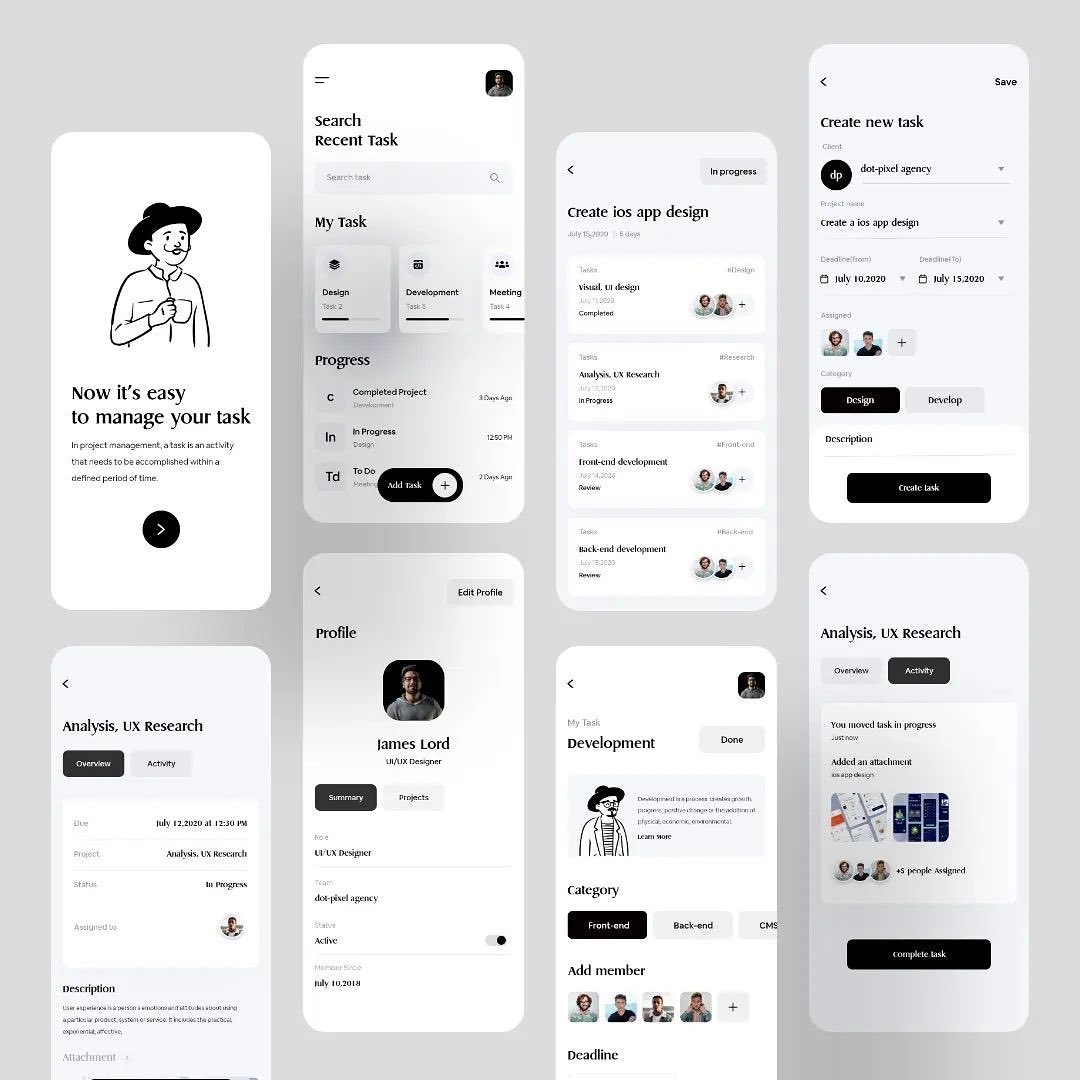 Now it's easy
to manage your task
In project management, a task is an activity
that needs to be accomplished within a
defined period of time.
Search
Recent Task
Search task
My Task
Design
Task 2
Development
Task 5
Meeting
Task 4
Progress
C
Completed Project
Development
3 Days Ago
In
In Progress
Design
12:50 PM
Td
To Do
Meeting
2 Days Ago
Add Task
In progress
Create ios app design
July 15,2020 | 5 days
Tasks
#Design
Visual, UI design
July 11,2020
Completed
Tasks
#Research
Analysis, UX Research
July 12,2020
In Progress
Tasks
#Front-end
Front-end development
July 14,2020
Review
Tasks
#Back-end
Back-end development
July 15,2020
Review
Save
Create new task
Client
dp
dot-pixel agency
Project name
Create a ios app design
Deadline(from)
Deadline(To)
July 10,2020
July 15,2020
Assigned
Category
Design
Develop
Description
Create task
Analysis, UX Research
Overview
Activity
Due
July 12,2020 at 12:30 PM
Project
Analysis, UX Research
Status
In Progress
Assigned to
Description
User experience is a person's emotions and attitudes about using
a particular product, system or service. It includes the practical,
experiential, affective,
Attachment
Edit Profile
Profile
James Lord
UI/UX Designer
Summary
Projects
Role
UI/UX Designer
Team
dot-pixel agency
Status
Active
Member Since
July 10,2018
My Task
Development
Done
Development is a process creates growth,
progress, positive change or the addition of
physical, economic, environmental.
Learn More
Category
Front-end
Back-end
CMS
Add member
Deadline
Analysis, UX Research
Overview
Activity
You moved task in progress
Just now
Added an attachment
ios app design
+5 people Assigned
Complete task